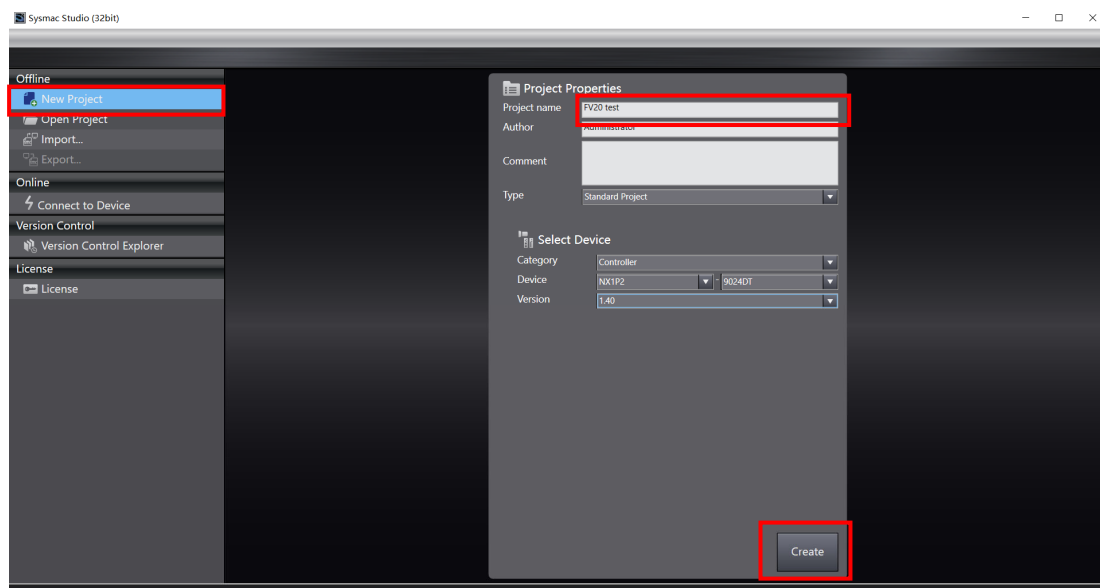 Sysmac Studio (32bit)
Offline
New Project
Open Project
Import...
Export...
Online
Connect to Device
Version Control
Version Control Explorer
License
License
Project Properties
Project name FV20 test
Author Administrator
Comment
Type Standard Project
Select Device
Category Controller
Device NX1P2 - 9024DT
Version 1.40
Create